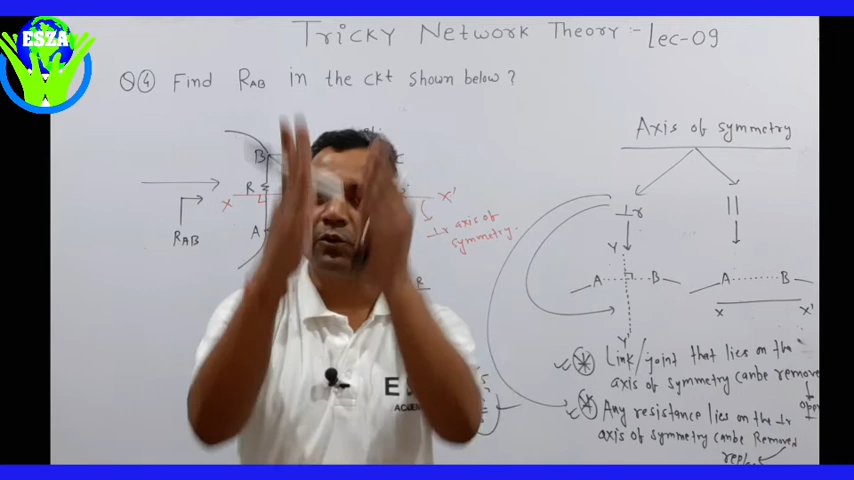 ESZA
Tricky Network Theory :- Lec-09
Q④ Find RAB in the ckt shown below ?
Axis of symmetry
B
C
R
X
X'
⊥r axis of
symmetry.
RAB
A
R
⊥r
||
Y
A B
Y'
A B
X X'
Link/joint that lies on the
axis of symmetry canbe remove
open
Any resistance lies on the ⊥r
axis of symmetry canbe Removed